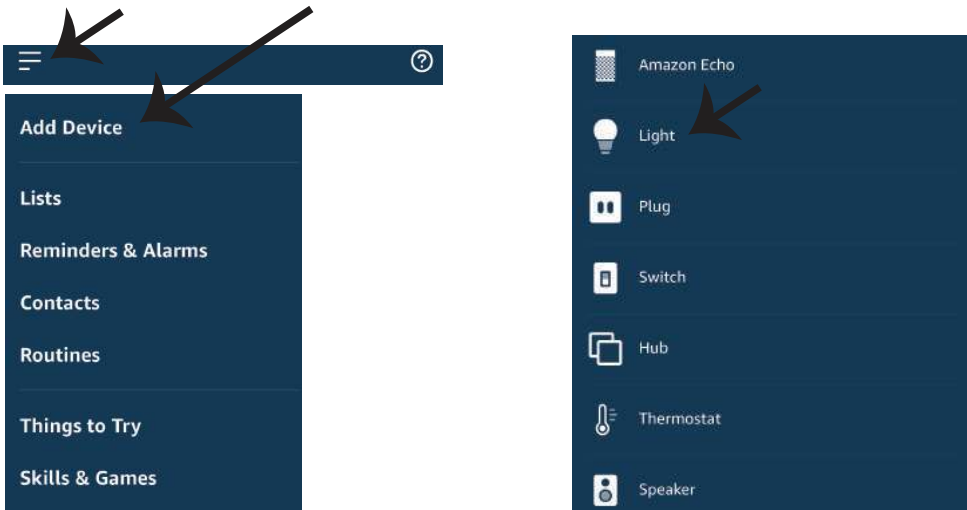 ?
Add Device
Lists
Reminders & Alarms
Contacts
Routines
Things to Try
Skills & Games
Amazon Echo
Light
Plug
Switch
Hub
Thermostat
Speaker